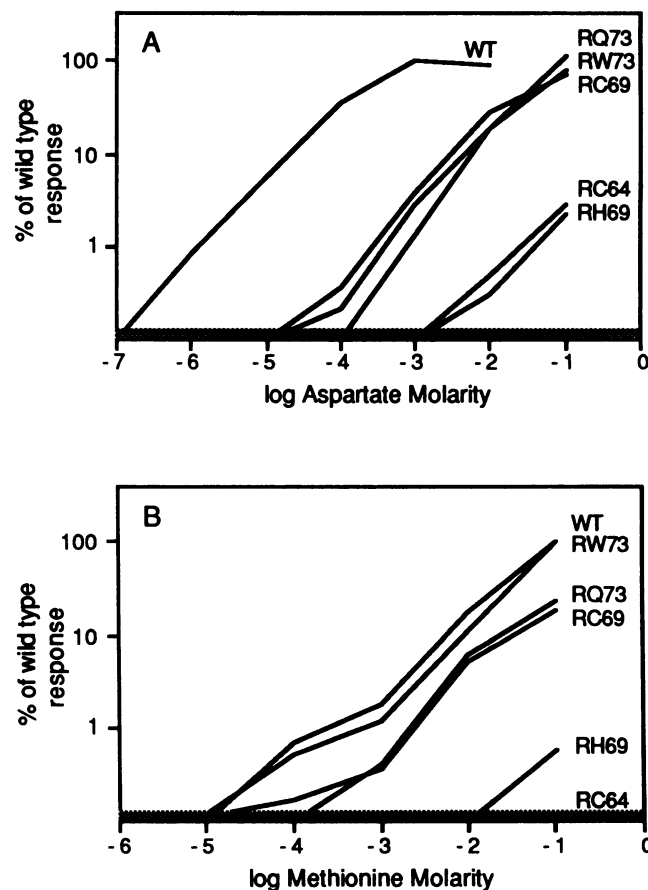 A
WT
RQ73
RW73
RC69
RC64
RH69
100
10
1
% of wild type
response
-7 -6 -5 -4 -3 -2 -1 0
log Aspartate Molarity
B
WT
RW73
RQ73
RC69
RH69
RC64
100
10
1
% of wild type
response
-6 -5 -4 -3 -2 -1 0
log Methionine Molarity